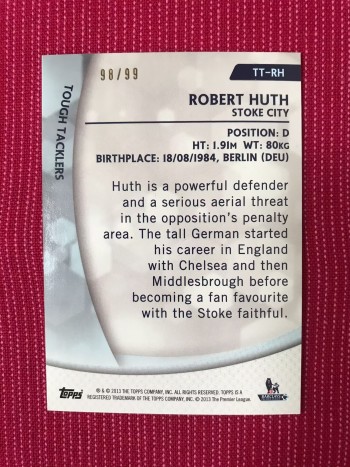 98/99
TT-RH
TOUGH TACKLERS
ROBERT HUTH
STOKE CITY
POSITION: D
HT: 1.91M WT: 80KG
BIRTHPLACE: 18/08/1984, BERLIN (DEU)
Huth is a powerful defender
and a serious aerial threat
in the opposition's penalty
area. The tall German started
his career in England
with Chelsea and then
Middlesbrough before
becoming a fan favourite
with the Stoke faithful.
Topps
® & © 2013 THE TOPPS COMPANY, INC. ALL RIGHTS RESERVED. TOPPS IS A
REGISTERED TRADEMARK OF THE TOPPS COMPANY, INC. © 2013 The Premier League.